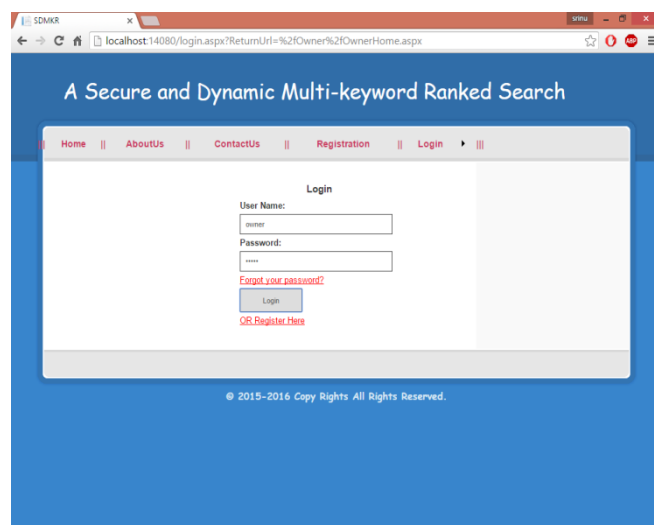 SDMKR
srinu
localhost:14080/login.aspx?ReturnUrl=%2fOwner%2fOwnerHome.aspx
ABP
A Secure and Dynamic Multi-keyword Ranked Search
|| Home || AboutUs || ContactUs || Registration || Login |||
Login
User Name:
owner
Password:
•••••
Forgot your password?
Login
OR Register Here
© 2015-2016 Copy Rights All Rights Reserved.